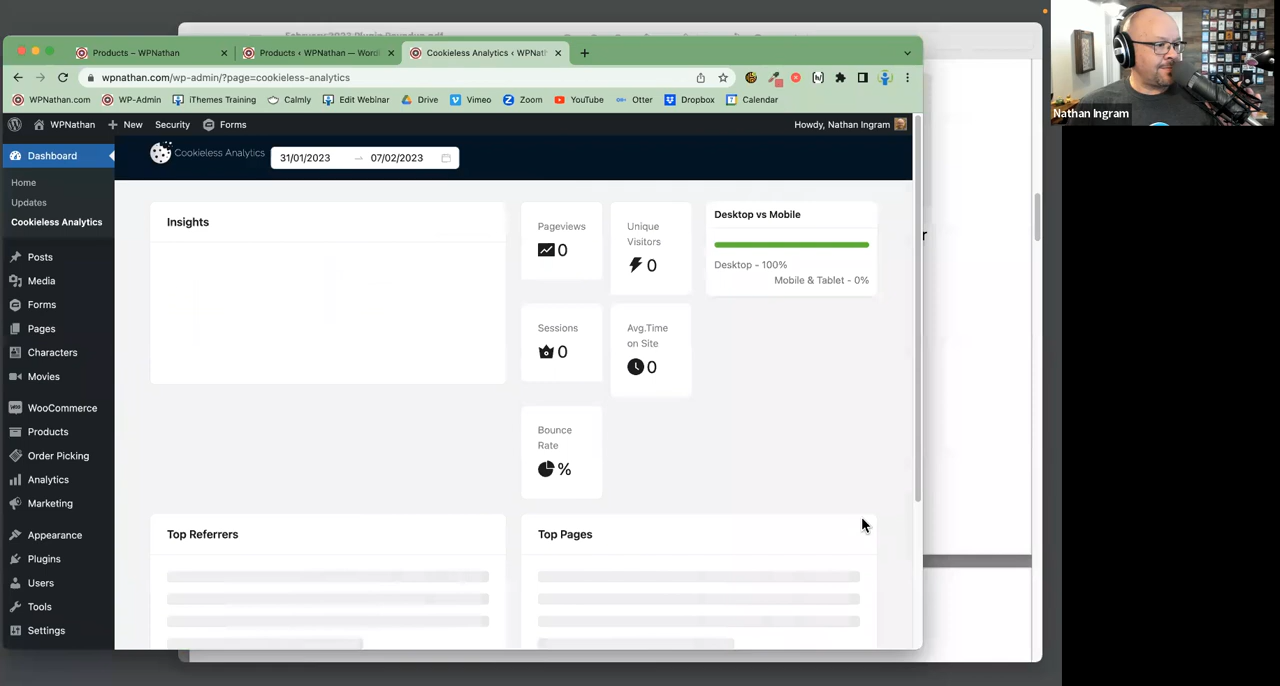 February 2023 Plugin Roundup.pdf
Products – WPNathan
Products ‹ WPNathan — Word
Cookieless Analytics ‹ WPNat
wpnathan.com/wp-admin/?page=cookieless-analytics
WPNathan.com
WP-Admin
iThemes Training
Calmly
Edit Webinar
Drive
Vimeo
Zoom
YouTube
Otter
Dropbox
Calendar
WPNathan
New
Security
Forms
Howdy, Nathan Ingram
Nathan Ingram
Dashboard
Home
Updates
Cookieless Analytics
Posts
Media
Forms
Pages
Characters
Movies
WooCommerce
Products
Order Picking
Analytics
Marketing
Appearance
Plugins
Users
Tools
Settings
Cookieless Analytics
31/01/2023 → 07/02/2023
Insights
Pageviews
0
Unique
Visitors
0
Desktop vs Mobile
Desktop - 100%
Mobile & Tablet - 0%
Sessions
0
Avg.Time
on Site
0
Bounce
Rate
%
Top Referrers
Top Pages
r